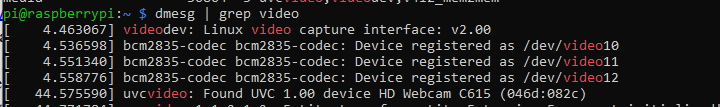 pi@raspberrypi:~ $ dmesg | grep video
[    4.463067] videodev: Linux video capture interface: v2.00
[    4.536598] bcm2835-codec bcm2835-codec: Device registered as /dev/video10
[    4.551340] bcm2835-codec bcm2835-codec: Device registered as /dev/video11
[    4.558776] bcm2835-codec bcm2835-codec: Device registered as /dev/video12
[   44.575590] uvcvideo: Found UVC 1.00 device HD Webcam C615 (046d:082c)